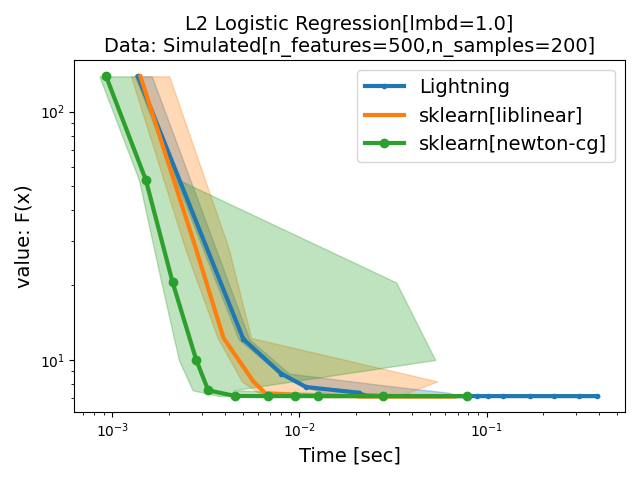 L2 Logistic Regression[lmbd=1.0]
Data: Simulated[n_features=500,n_samples=200]
value: F(x)
10²
10¹
Lightning
sklearn[liblinear]
sklearn[newton-cg]
10⁻³
10⁻²
10⁻¹
Time [sec]